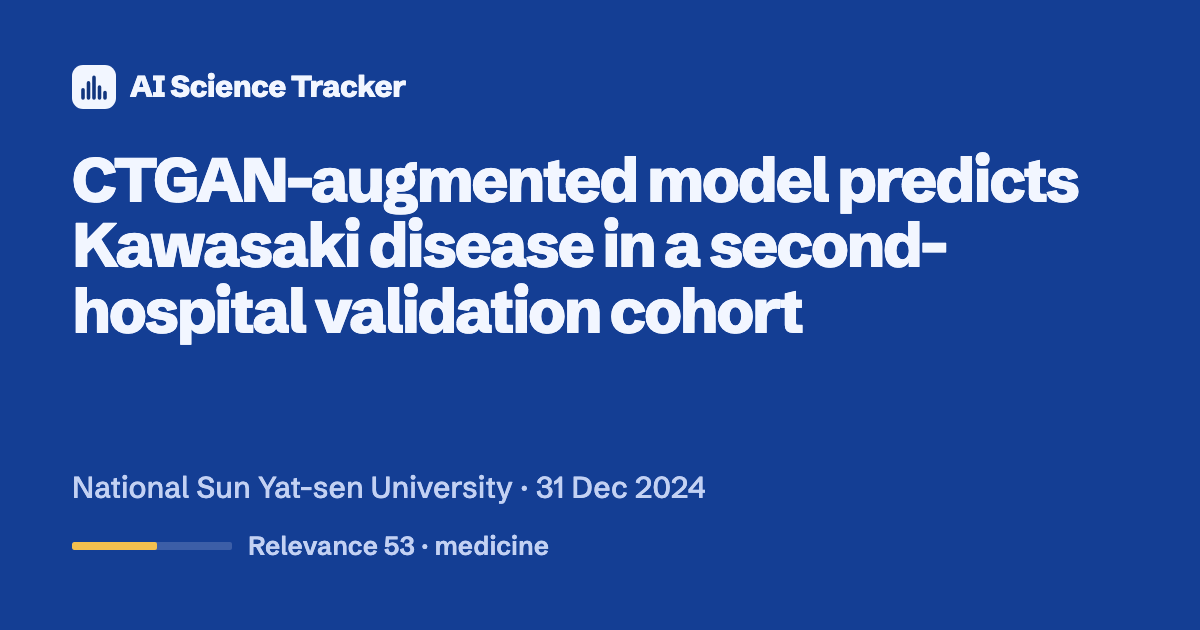 AI Science Tracker
CTGAN-augmented model predicts
Kawasaki disease in a second-
hospital validation cohort
National Sun Yat-sen University · 31 Dec 2024
Relevance 53 · medicine